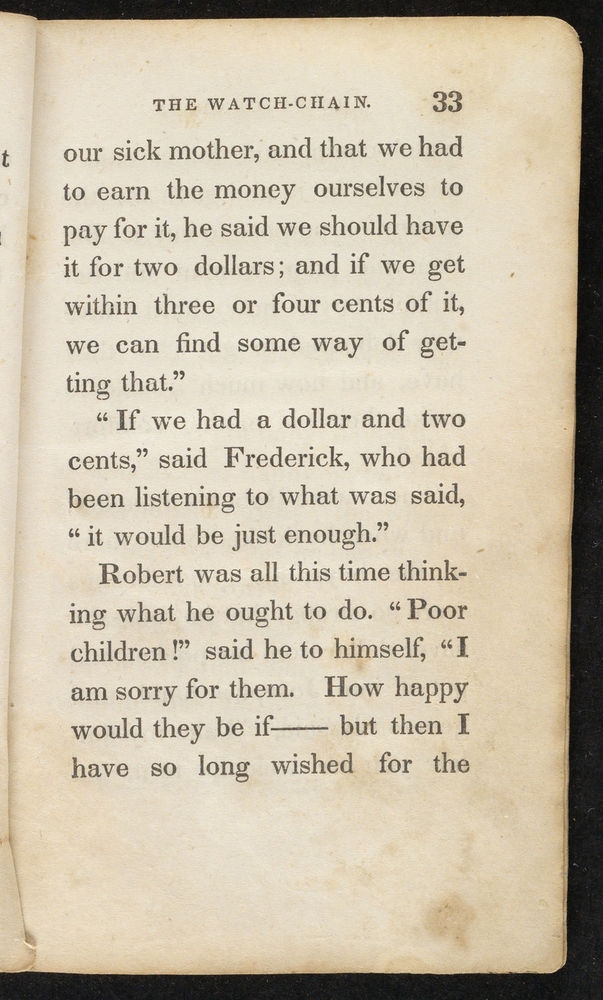 THE WATCH-CHAIN. 33
our sick mother, and that we had
to earn the money ourselves to
pay for it, he said we should have
it for two dollars; and if we get
within three or four cents of it,
we can find some way of get-
ting that.”
“ If we had a dollar and two
cents,” said Frederick, who had
been listening to what was said,
“ it would be just enough.”
Robert was all this time think-
ing what he ought to do. “ Poor
children !” said he to himself, “ I
am sorry for them. How happy
would they be if—— but then I
have so long wished for the